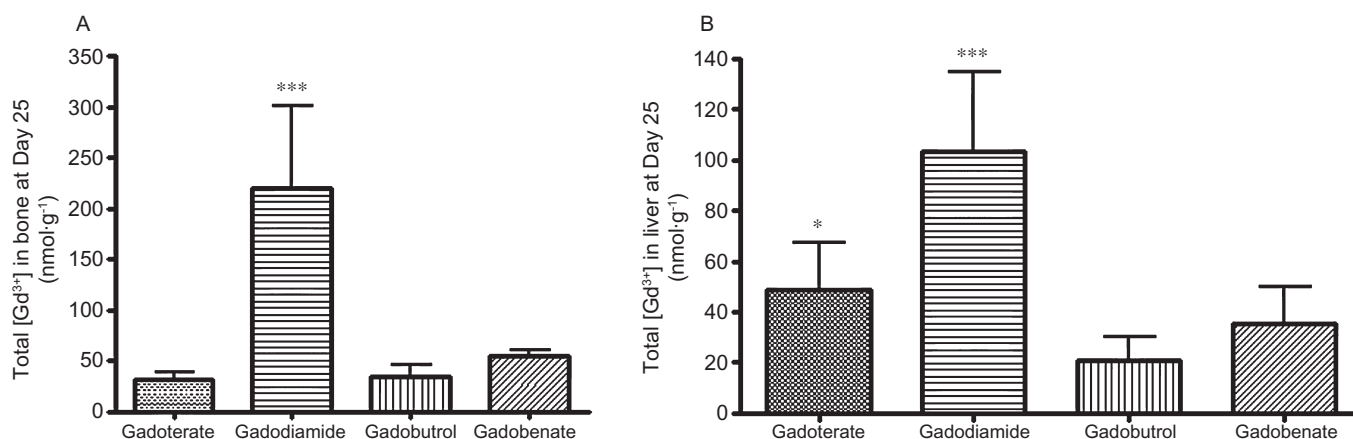 A
Total [Gd³⁺] in bone at Day 25
(nmol·g⁻¹)
350
300
250
200
150
100
50
0
***
Gadoterate Gadodiamide Gadobutrol Gadobenate
B
Total [Gd³⁺] in liver at Day 25
(nmol·g⁻¹)
140
120
100
80
60
40
20
0
*
***
Gadoterate Gadodiamide Gadobutrol Gadobenate